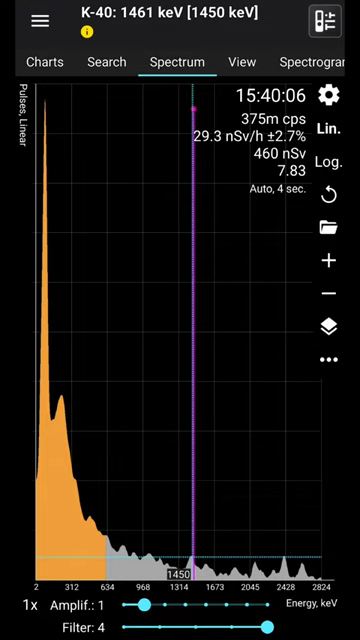 K-40: 1461 keV [1450 keV]
i
Charts Search Spectrum View Spectrogram
Pulses, Linear
15:40:06
375m cps
29.3 nSv/h ±2.7%
460 nSv
7.83
Auto, 4 sec.
Lin.
Log.
1450
2 312 634 968 1314 1673 2042 2428 2824
1x Amplif.: 1 Energy, keV
Filter: 4